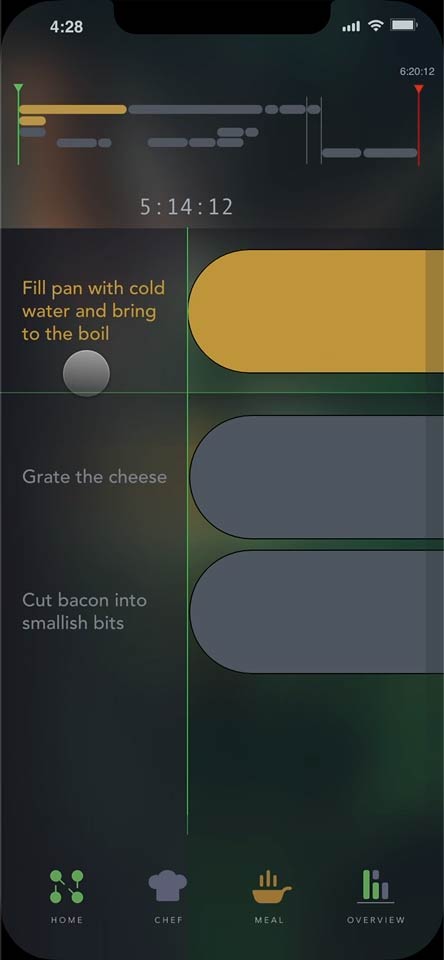 4:28
6:20:12
5:14:12
Fill pan with cold
water and bring
to the boil
Grate the cheese
Cut bacon into
smallish bits
HOME
CHEF
MEAL
OVERVIEW